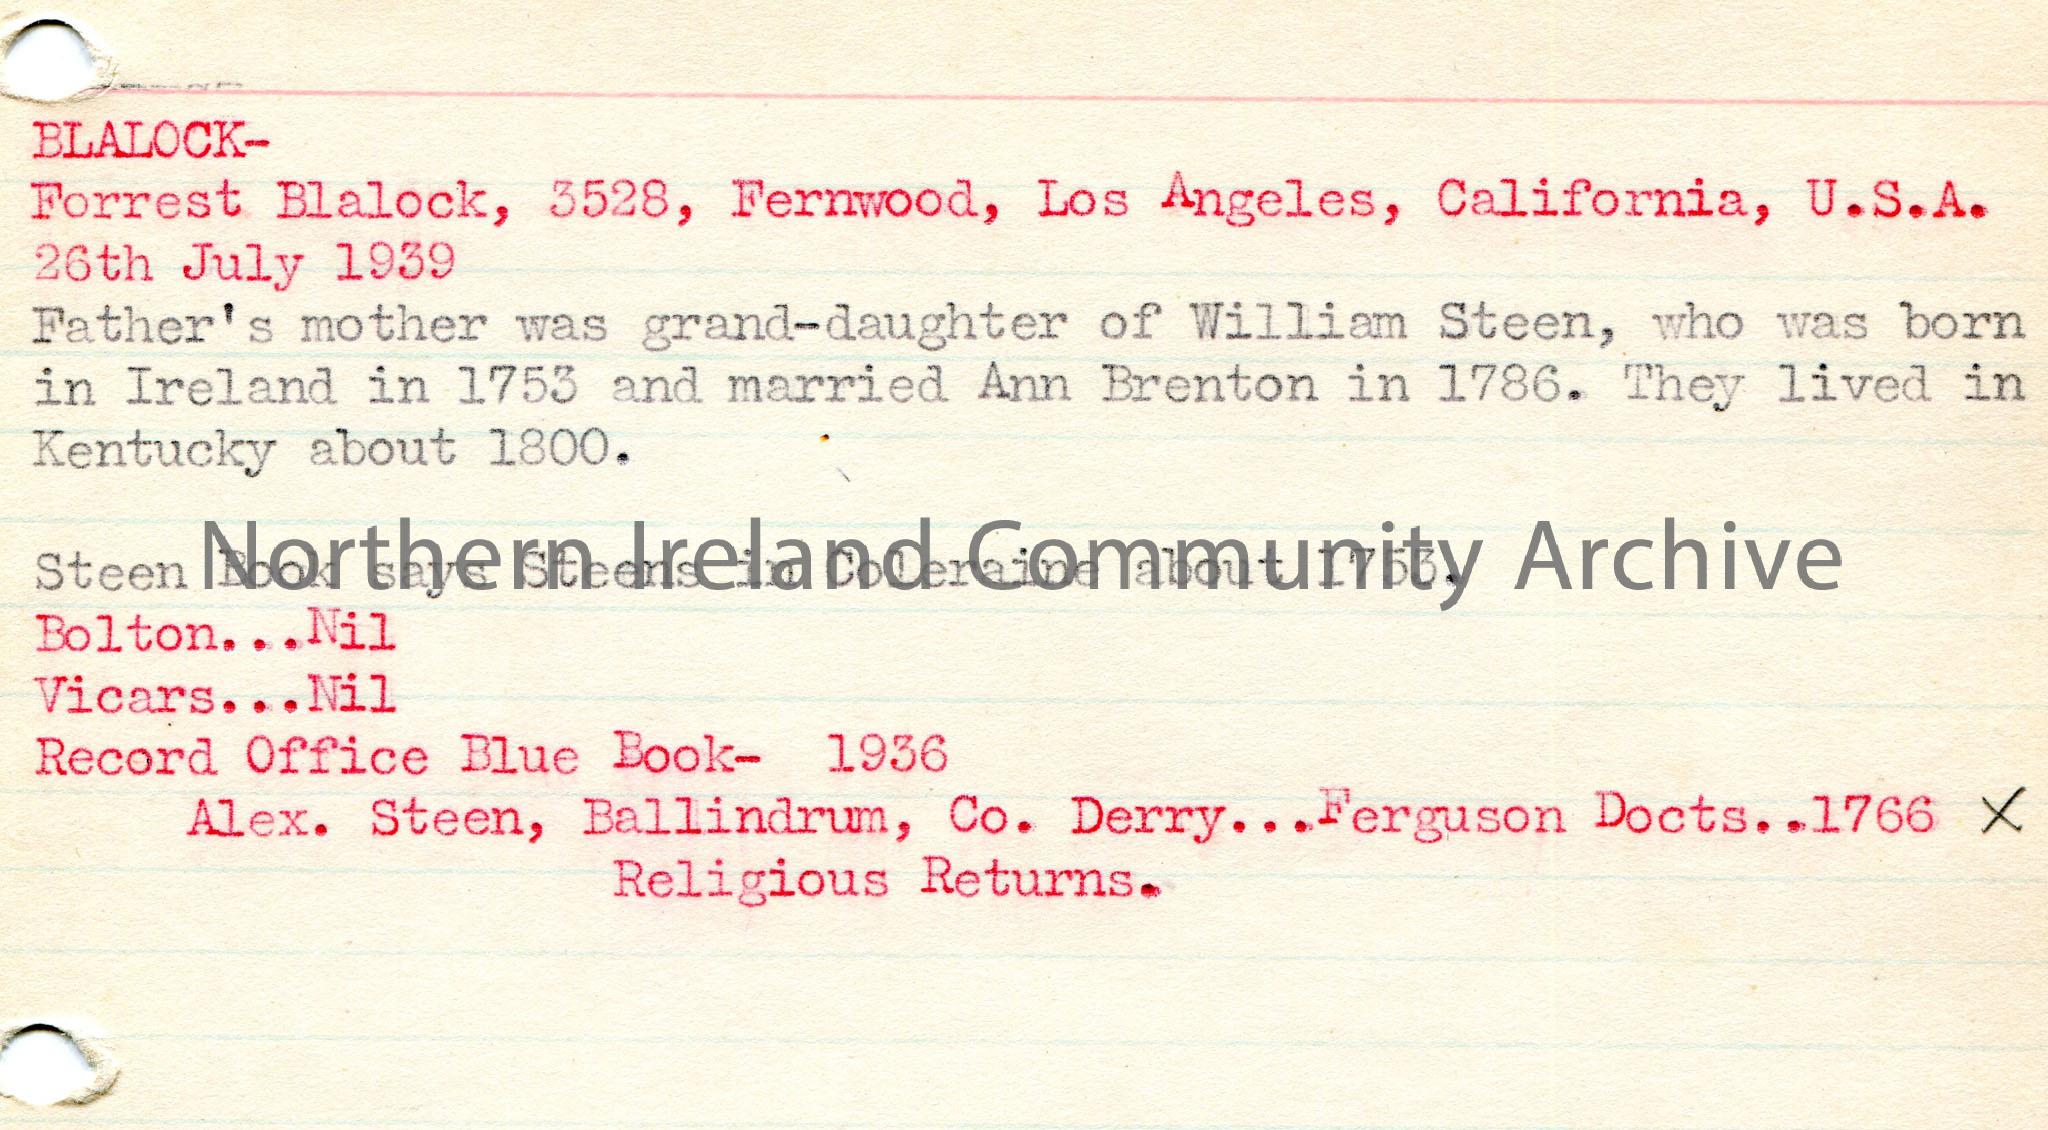 BLALOCK-
Forrest Blalock, 3528, Fernwood, Los Angeles, California, U.S.A.
26th July 1939
Father's mother was grand-daughter of William Steen, who was born
in Ireland in 1753 and married Ann Brenton in 1786. They lived in
Kentucky about 1800.
Northern Ireland Community Archive
Steen Book says Steens in Coleraine about 1753.
Bolton...Nil
Vicars...Nil
Record Office Blue Book- 1936
Alex. Steen, Ballindrum, Co. Derry...Ferguson Docts..1766 X
Religious Returns.